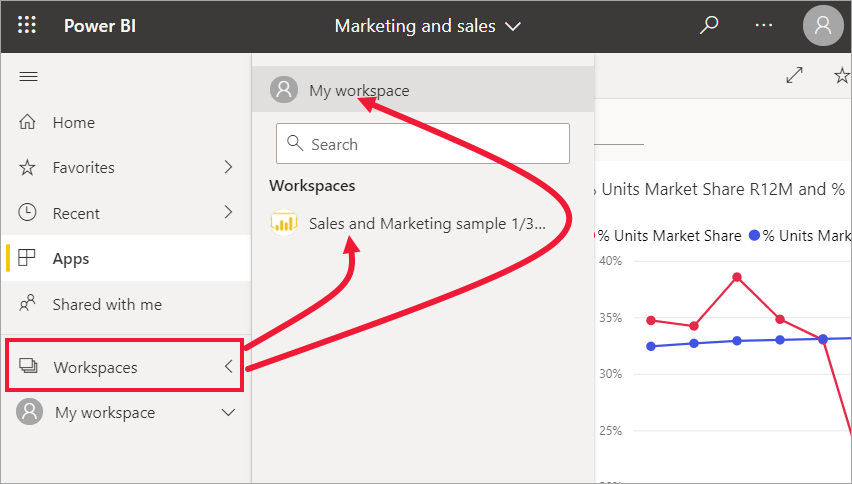 Power BI
Marketing and sales
Home
Favorites
Recent
Apps
Shared with me
Workspaces
My workspace
My workspace
Search
Workspaces
Sales and Marketing sample 1/3...
% Units Market Share R12M and %
% Units Market Share
% Units Mark
40%
35%
30%
25%